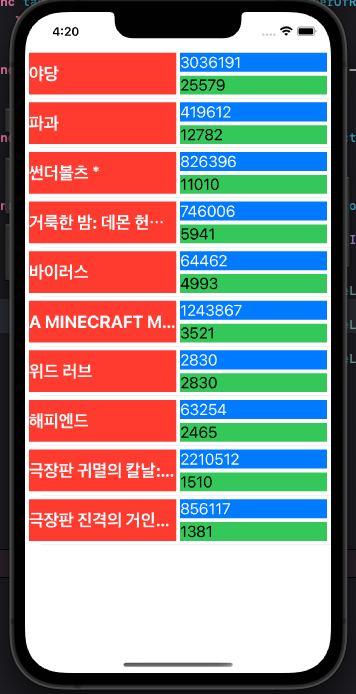 4:20
야당
3036191
25579
파과
419612
12782
썬더볼츠 *
826396
11010
거룩한 밤: 데몬 헌…
746006
5941
바이러스
64462
4993
A MINECRAFT M...
1243867
3521
위드 러브
2830
2830
해피엔드
63254
2465
극장판 귀멸의 칼날:...
2210512
1510
극장판 진격의 거인...
856117
1381